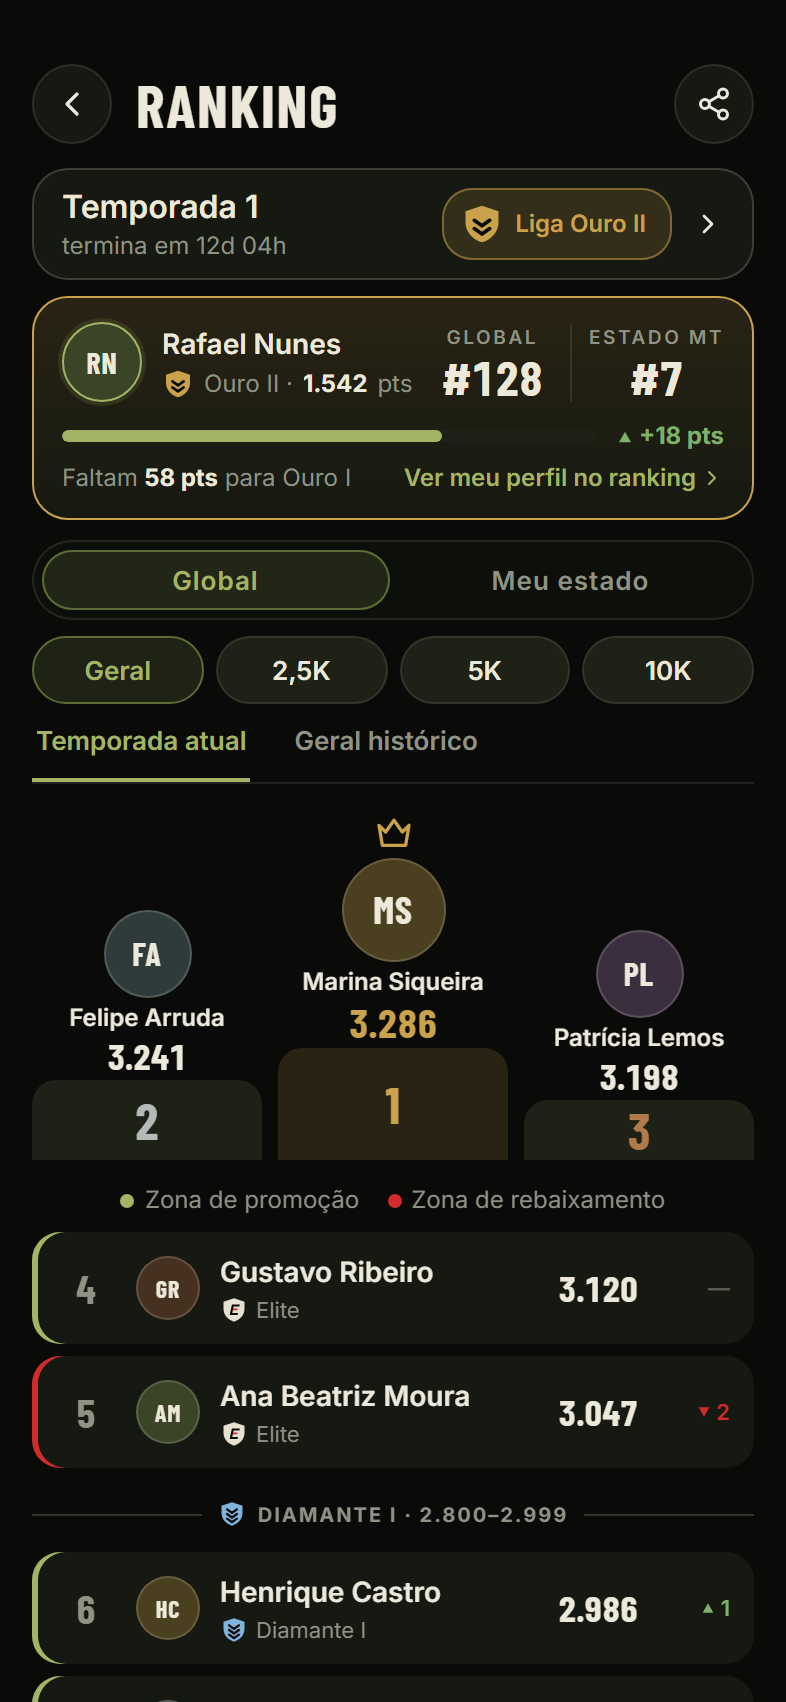 RANKING
Temporada 1
termina em 12d 04h
Liga Ouro II
RN
Rafael Nunes
Ouro II · 1.542 pts
GLOBAL
#128
ESTADO MT
#7
▲ +18 pts
Faltam 58 pts para Ouro I
Ver meu perfil no ranking
Global
Meu estado
Geral
2,5K
5K
10K
Temporada atual
Geral histórico
MS
Marina Siqueira
3.286
1
FA
Felipe Arruda
3.241
2
PL
Patrícia Lemos
3.198
3
Zona de promoção
Zona de rebaixamento
4
GR
Gustavo Ribeiro
E Elite
3.120
—
5
AM
Ana Beatriz Moura
E Elite
3.047
▼ 2
DIAMANTE I · 2.800–2.999
6
HC
Henrique Castro
Diamante I
2.986
▲ 1